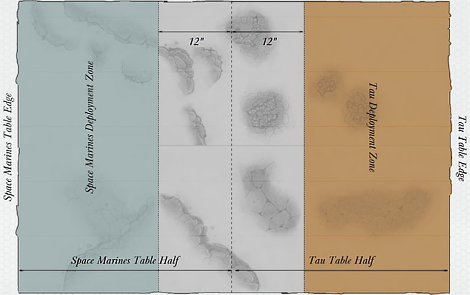 Space Marines Table Edge
Space Marines Deployment Zone
12"
12"
Tau Deployment Zone
Tau Table Edge
Space Marines Table Half
Tau Table Half